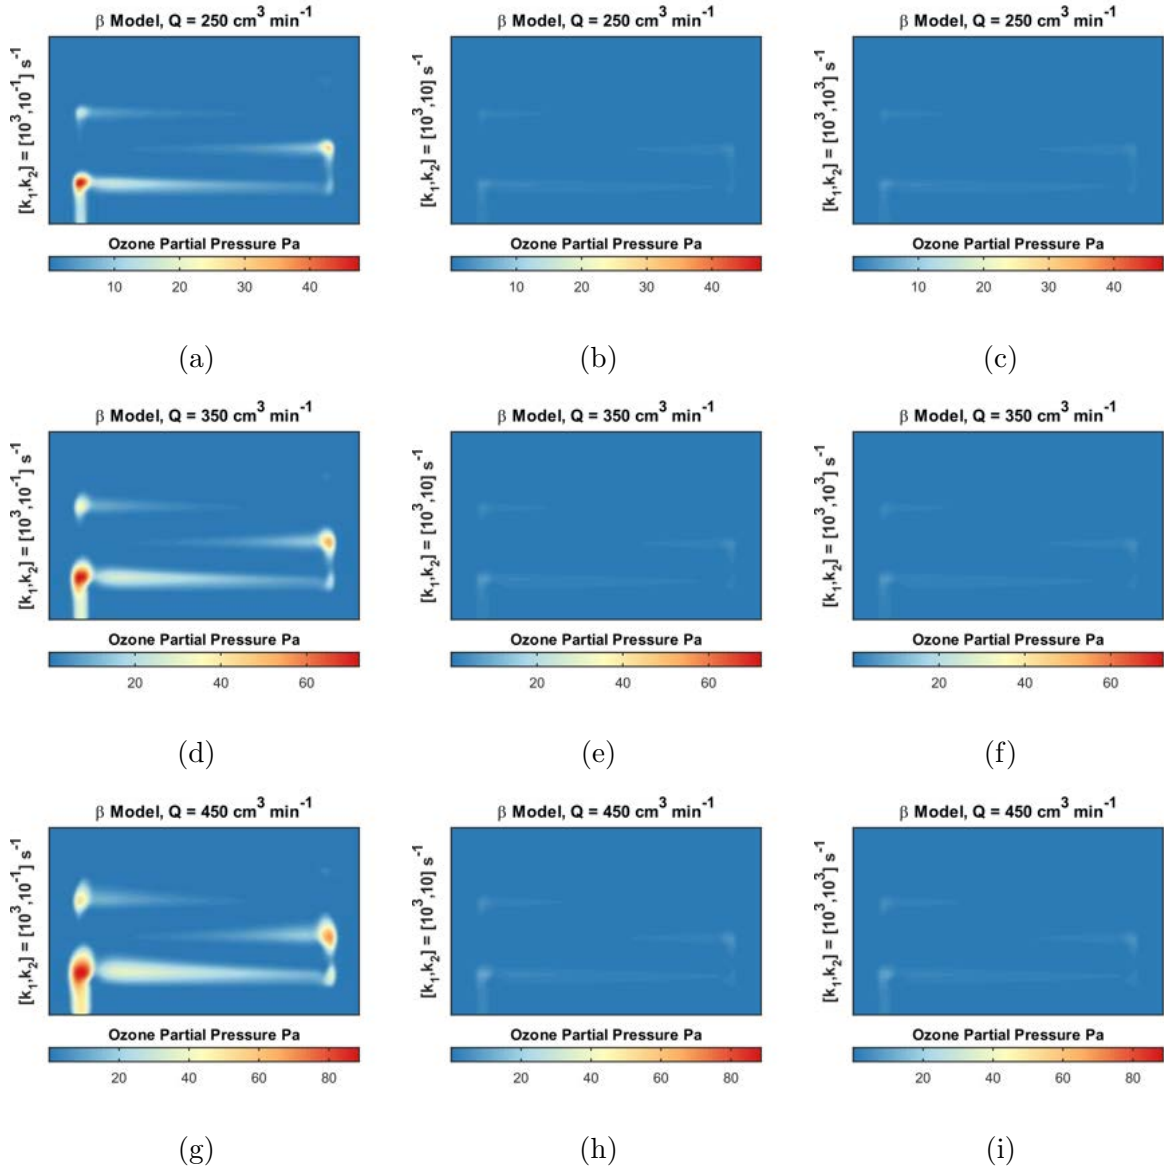 β Model, Q = 250 cm³ min⁻¹
[k₁,k₂] = [10³,10⁻¹] s⁻¹
Ozone Partial Pressure Pa
10 20 30 40
(a)
β Model, Q = 250 cm³ min⁻¹
[k₁,k₂] = [10³,10] s⁻¹
Ozone Partial Pressure Pa
10 20 30 40
(b)
β Model, Q = 250 cm³ min⁻¹
[k₁,k₂] = [10³,10³] s⁻¹
Ozone Partial Pressure Pa
10 20 30 40
(c)
β Model, Q = 350 cm³ min⁻¹
[k₁,k₂] = [10³,10⁻¹] s⁻¹
Ozone Partial Pressure Pa
20 40 60
(d)
β Model, Q = 350 cm³ min⁻¹
[k₁,k₂] = [10³,10] s⁻¹
Ozone Partial Pressure Pa
20 40 60
(e)
β Model, Q = 350 cm³ min⁻¹
[k₁,k₂] = [10³,10³] s⁻¹
Ozone Partial Pressure Pa
20 40 60
(f)
β Model, Q = 450 cm³ min⁻¹
[k₁,k₂] = [10³,10⁻¹] s⁻¹
Ozone Partial Pressure Pa
20 40 60 80
(g)
β Model, Q = 450 cm³ min⁻¹
[k₁,k₂] = [10³,10] s⁻¹
Ozone Partial Pressure Pa
20 40 60 80
(h)
β Model, Q = 450 cm³ min⁻¹
[k₁,k₂] = [10³,10³] s⁻¹
Ozone Partial Pressure Pa
20 40 60 80
(i)